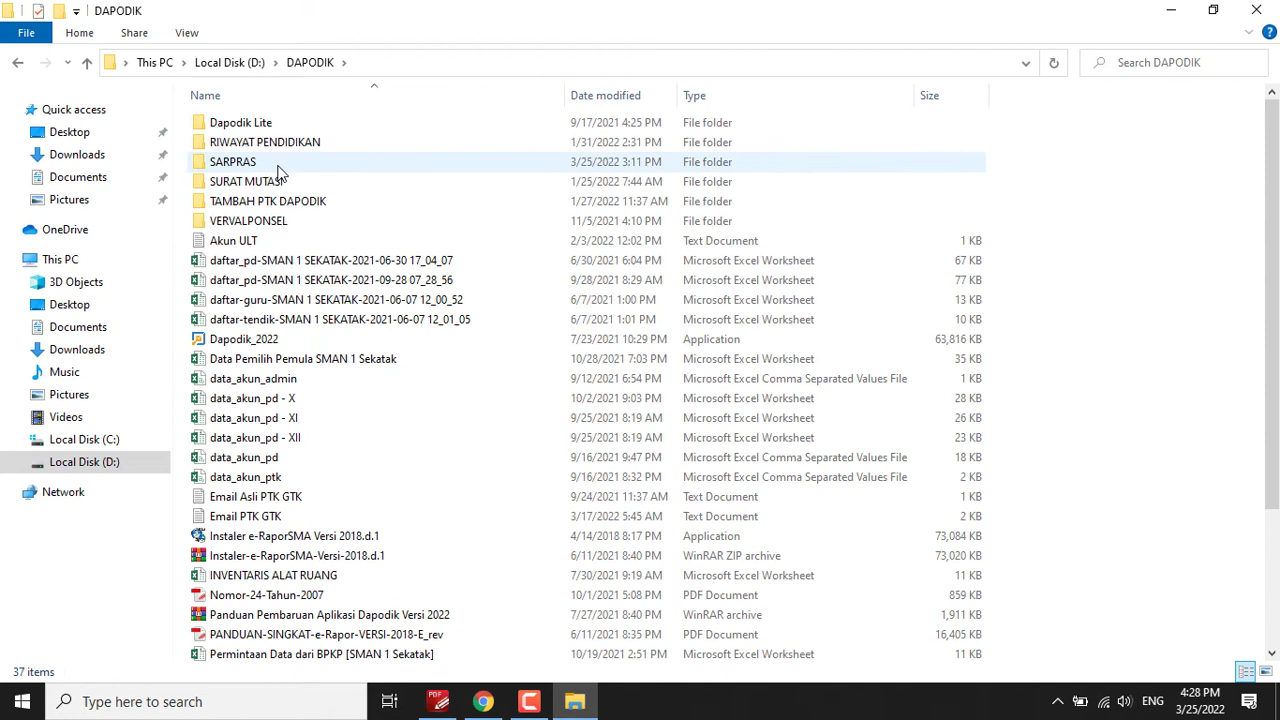 DAPODIK
File Home Share View
This PC > Local Disk (D:) > DAPODIK >
Search DAPODIK
Name Date modified Type Size
Quick access
Desktop
Downloads
Documents
Pictures
OneDrive
This PC
3D Objects
Desktop
Documents
Downloads
Music
Pictures
Videos
Local Disk (C:)
Local Disk (D:)
Network
Dapodik Lite 9/17/2021 4:25 PM File folder
RIWAYAT PENDIDIKAN 1/31/2022 2:31 PM File folder
SARPRAS 3/25/2022 3:11 PM File folder
SURAT MUTASI 1/25/2022 7:44 AM File folder
TAMBAH PTK DAPODIK 1/27/2022 11:37 AM File folder
VERVALPONSEL 11/5/2021 4:10 PM File folder
Akun ULT 2/3/2022 12:02 PM Text Document 1 KB
daftar_pd-SMAN 1 SEKATAK-2021-06-30 17_04_07 6/30/2021 6:04 PM Microsoft Excel Worksheet 67 KB
daftar_pd-SMAN 1 SEKATAK-2021-09-28 07_28_56 9/28/2021 8:29 AM Microsoft Excel Worksheet 77 KB
daftar-guru-SMAN 1 SEKATAK-2021-06-07 12_00_52 6/7/2021 1:00 PM Microsoft Excel Worksheet 13 KB
daftar-tendik-SMAN 1 SEKATAK-2021-06-07 12_01_05 6/7/2021 1:01 PM Microsoft Excel Worksheet 10 KB
Dapodik_2022 7/23/2021 10:29 PM Application 63,816 KB
Data Pemilih Pemula SMAN 1 Sekatak 10/28/2021 7:03 PM Microsoft Excel Worksheet 35 KB
data_akun_admin 9/12/2021 6:54 PM Microsoft Excel Comma Separated Values File 1 KB
data_akun_pd - X 10/2/2021 9:03 PM Microsoft Excel Worksheet 28 KB
data_akun_pd - XI 9/25/2021 8:19 AM Microsoft Excel Worksheet 26 KB
data_akun_pd - XII 9/25/2021 8:19 AM Microsoft Excel Worksheet 23 KB
data_akun_pd 9/16/2021 9:47 PM Microsoft Excel Comma Separated Values File 18 KB
data_akun_ptk 9/16/2021 8:32 PM Microsoft Excel Comma Separated Values File 2 KB
Email Asli PTK GTK 9/24/2021 11:37 AM Text Document 1 KB
Email PTK GTK 3/17/2022 5:45 AM Text Document 2 KB
Instaler e-RaporSMA Versi 2018.d.1 4/14/2018 8:17 PM Application 73,084 KB
Instaler-e-RaporSMA-Versi-2018.d.1 6/11/2021 8:40 PM WinRAR ZIP archive 73,020 KB
INVENTARIS ALAT RUANG 7/30/2021 9:19 AM Microsoft Excel Worksheet 11 KB
Nomor-24-Tahun-2007 10/1/2021 5:08 PM PDF Document 859 KB
Panduan Pembaruan Aplikasi Dapodik Versi 2022 7/27/2021 8:40 PM WinRAR archive 1,911 KB
PANDUAN-SINGKAT-e-Rapor-VERSI-2018-E_rev 6/11/2021 8:35 PM PDF Document 16,405 KB
Permintaan Data dari BPKP [SMAN 1 Sekatak] 10/19/2021 2:51 PM Microsoft Excel Worksheet 11 KB
37 items
Type here to search
ENG
4:28 PM
3/25/2022